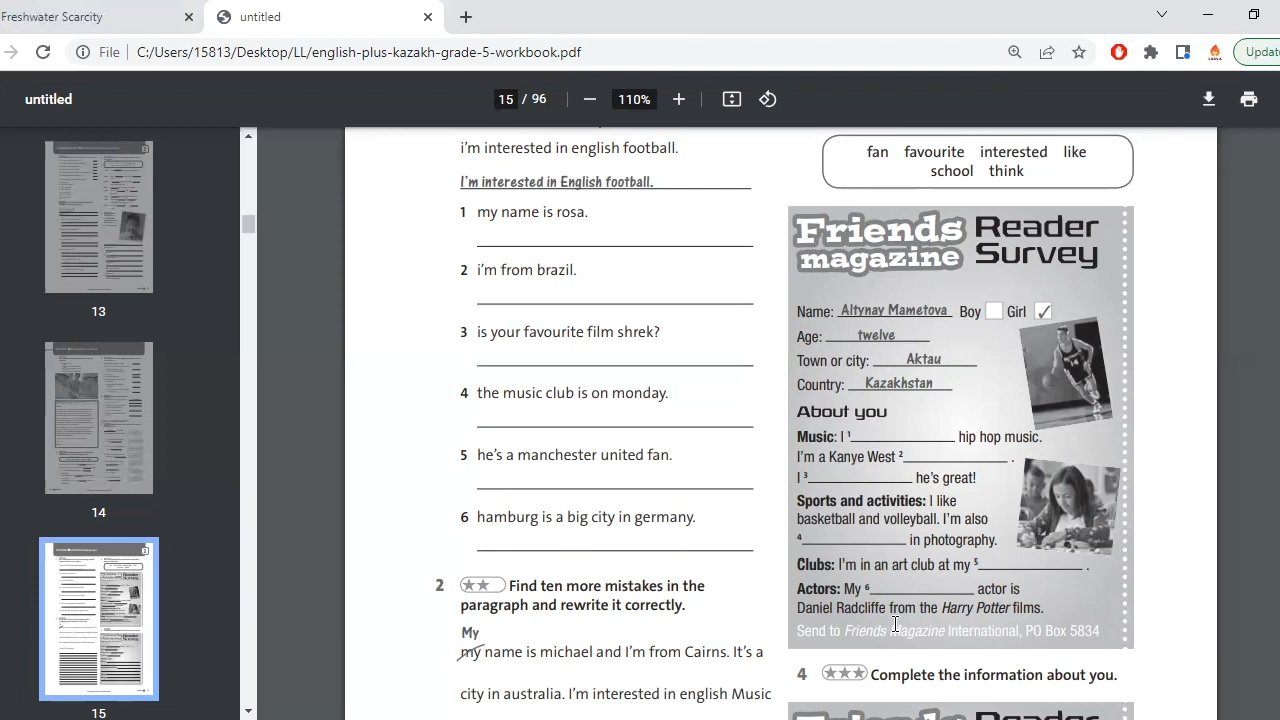 Freshwater Scarcity
untitled
File
C:/Users/15813/Desktop/LL/english-plus-kazakh-grade-5-workbook.pdf
Updat
untitled
15 / 96
110%
13
14
15
i'm interested in english football.
I'm interested in English football.
1 my name is rosa.
2 i'm from brazil.
3 is your favourite film shrek?
4 the music club is on monday.
5 he's a manchester united fan.
6 hamburg is a big city in germany.
2 Find ten more mistakes in the
paragraph and rewrite it correctly.
My
my name is michael and I'm from Cairns. It's a
city in australia. I'm interested in english Music
fan favourite interested like
school think
Friends magazine
Reader Survey
Name: Altynay Mametova Boy Girl ✓
Age: twelve
Town or city: Aktau
Country: Kazakhstan
About you
Music: I 1 hip hop music.
I'm a Kanye West 2 .
I 3 he's great!
Sports and activities: I like
basketball and volleyball. I'm also
4 in photography.
Clubs: I'm in an art club at my 5 .
Actors: My 6 actor is
Daniel Radcliffe from the Harry Potter films.
Send to Friends Magazine International, PO Box 5834
4 Complete the information about you.